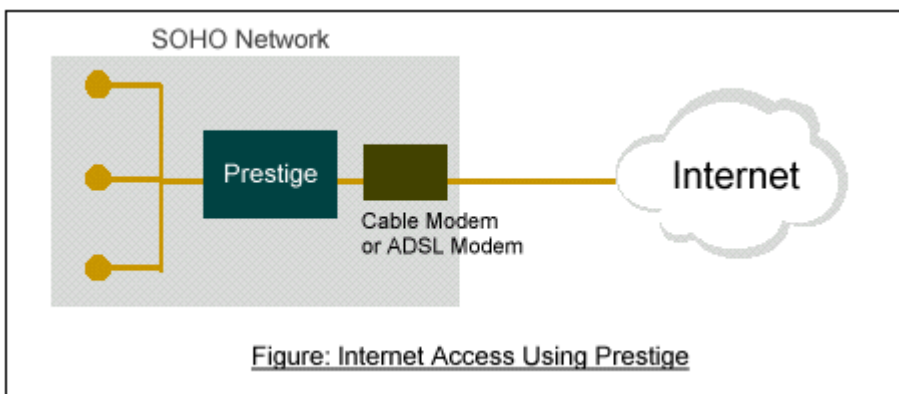 SOHO Network
Prestige
Internet
Cable Modem
or ADSL Modem
Figure: Internet Access Using Prestige